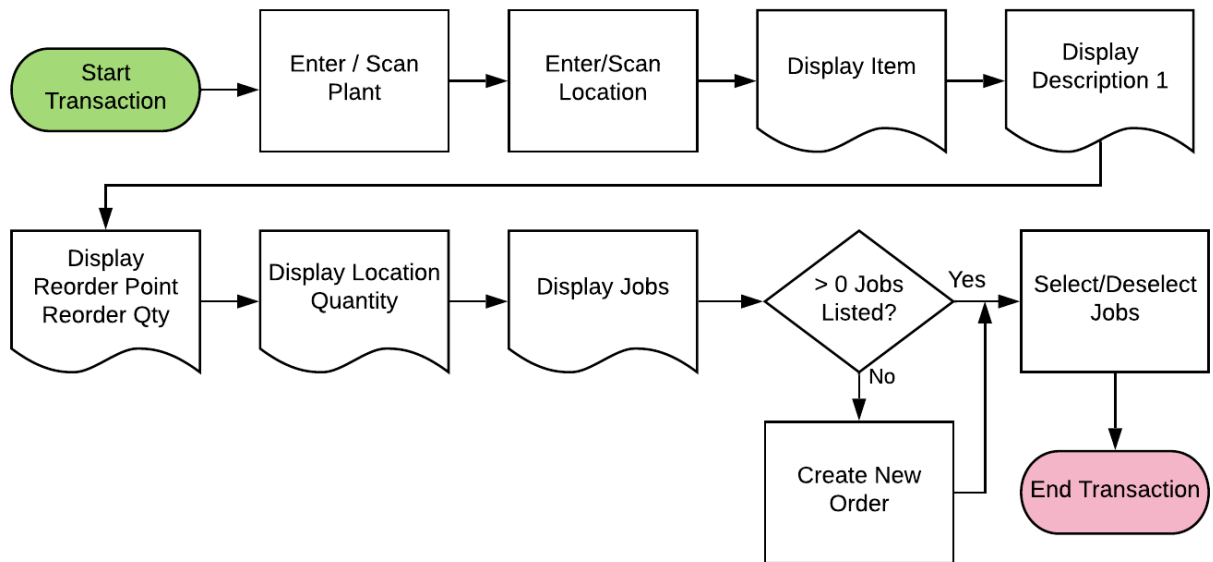 Start
Transaction
Enter / Scan
Plant
Enter/Scan
Location
Display Item
Display
Description 1
Display
Reorder Point
Reorder Qty
Display Location
Quantity
Display Jobs
> 0 Jobs
Listed?
Yes
No
Select/Deselect
Jobs
Create New
Order
End Transaction